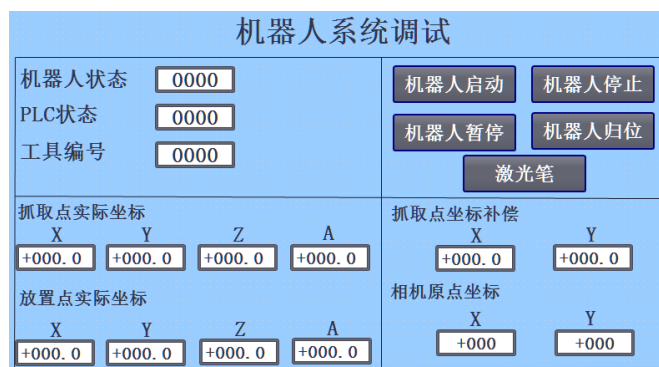 机器人系统调试
机器人状态 0000
PLC状态 0000
工具编号 0000
机器人启动 机器人停止
机器人暂停 机器人归位
激光笔
抓取点实际坐标
X Y Z A
+000.0 +000.0 +000.0 +000.0
放置点实际坐标
X Y Z A
+000.0 +000.0 +000.0 +000.0
抓取点坐标补偿
X Y
+000.0 +000.0
相机原点坐标
X Y
+000 +000